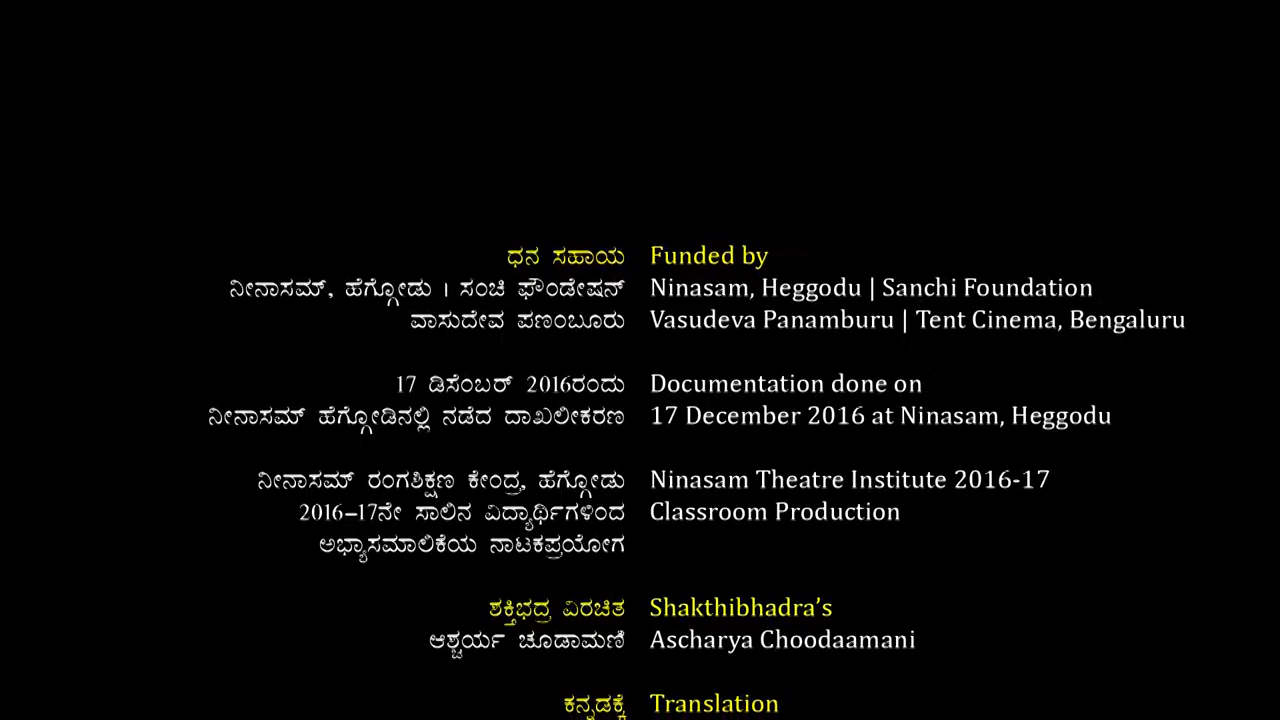 ಧನ ಸಹಾಯ Funded by
ನೀನಾಸಮ್, ಹೆಗ್ಗೋಡು । ಸಂಚಿ ಫೌಂಡೇಷನ್ Ninasam, Heggodu | Sanchi Foundation
ವಾಸುದೇವ ಪಣಂಬೂರು Vasudeva Panamburu | Tent Cinema, Bengaluru
17 ಡಿಸೆಂಬರ್ 2016ರಂದು Documentation done on
ನೀನಾಸಮ್ ಹೆಗ್ಗೋಡಿನಲ್ಲಿ ನಡೆದ ದಾಖಲೀಕರಣ 17 December 2016 at Ninasam, Heggodu
ನೀನಾಸಮ್ ರಂಗಶಿಕ್ಷಣ ಕೇಂದ್ರ, ಹೆಗ್ಗೋಡು Ninasam Theatre Institute 2016-17
2016–17ನೇ ಸಾಲಿನ ವಿದ್ಯಾರ್ಥಿಗಳಿಂದ Classroom Production
ಅಭ್ಯಾಸಮಾಲಿಕೆಯ ನಾಟಕಪ್ರಯೋಗ
ಶಕ್ತಿಭದ್ರ ವಿರಚಿತ Shakthibhadra’s
ಆಶ್ಚರ್ಯ ಚೂಡಾಮಣಿ Ascharya Choodaamani
ಕನ್ನಡಕ್ಕೆ Translation